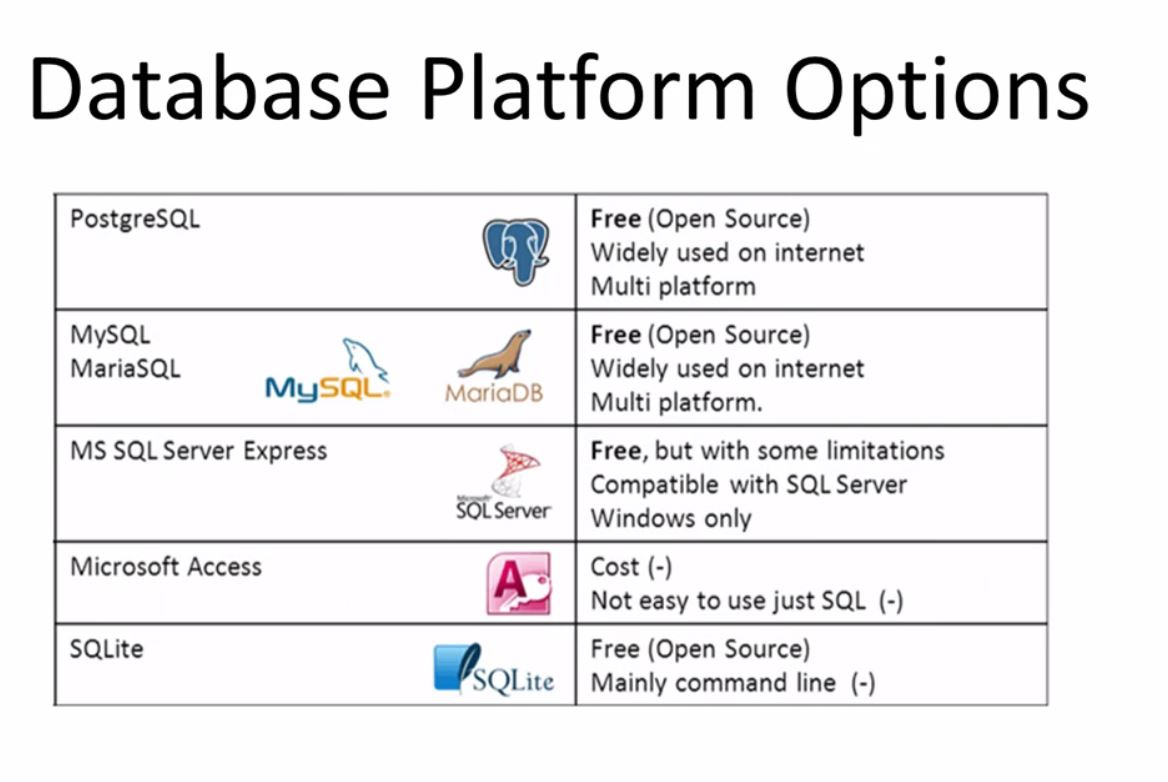 Database Platform Options
PostgreSQL
Free (Open Source)
Widely used on internet
Multi platform
MySQL
MariaSQL
MySQL®
MariaDB
Free (Open Source)
Widely used on internet
Multi platform.
MS SQL Server Express
Microsoft®
SQL Server
Free, but with some limitations
Compatible with SQL Server
Windows only
Microsoft Access
A
Cost (-)
Not easy to use just SQL (-)
SQLite
SQLite
Free (Open Source)
Mainly command line (-)